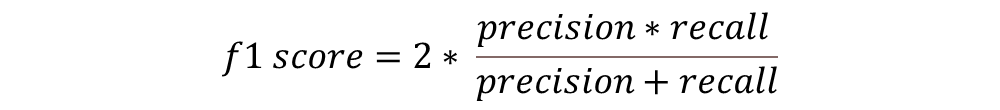 f1 score = 2 * precision * recall / precision + recall